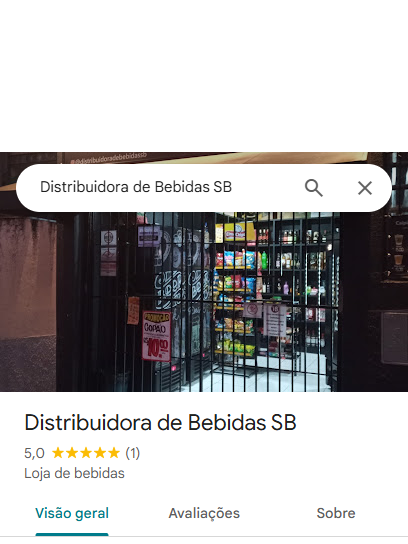 @distribuidoradebebidassb
Distribuidora de Bebidas SB
PROMOÇÃO
COPÃO
R$10,00
Distribuidora de Bebidas SB
5,0 ★★★★★ (1)
Loja de bebidas
Visão geral Avaliações Sobre